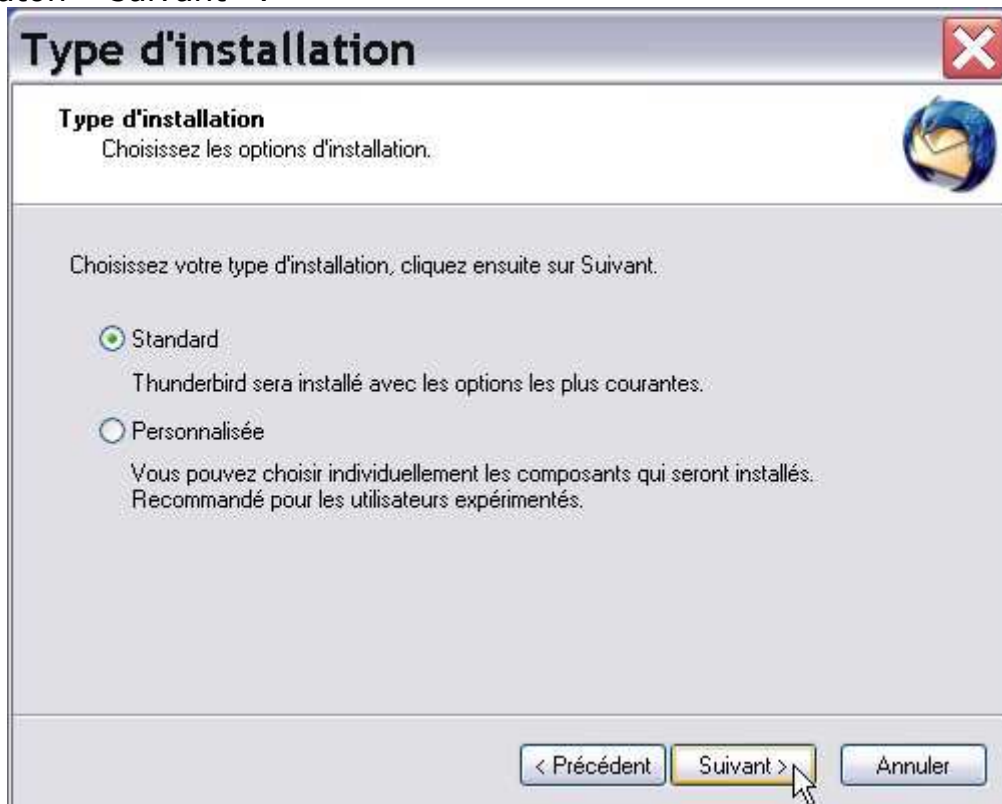 Suivant
Type d'installation
Type d'installation
Choisissez les options d'installation.
Choisissez votre type d'installation, cliquez ensuite sur Suivant.
Standard
Thunderbird sera installé avec les options les plus courantes.
Personnalisée
Vous pouvez choisir individuellement les composants qui seront installés.
Recommandé pour les utilisateurs expérimentés.
< Précédent Suivant > Annuler